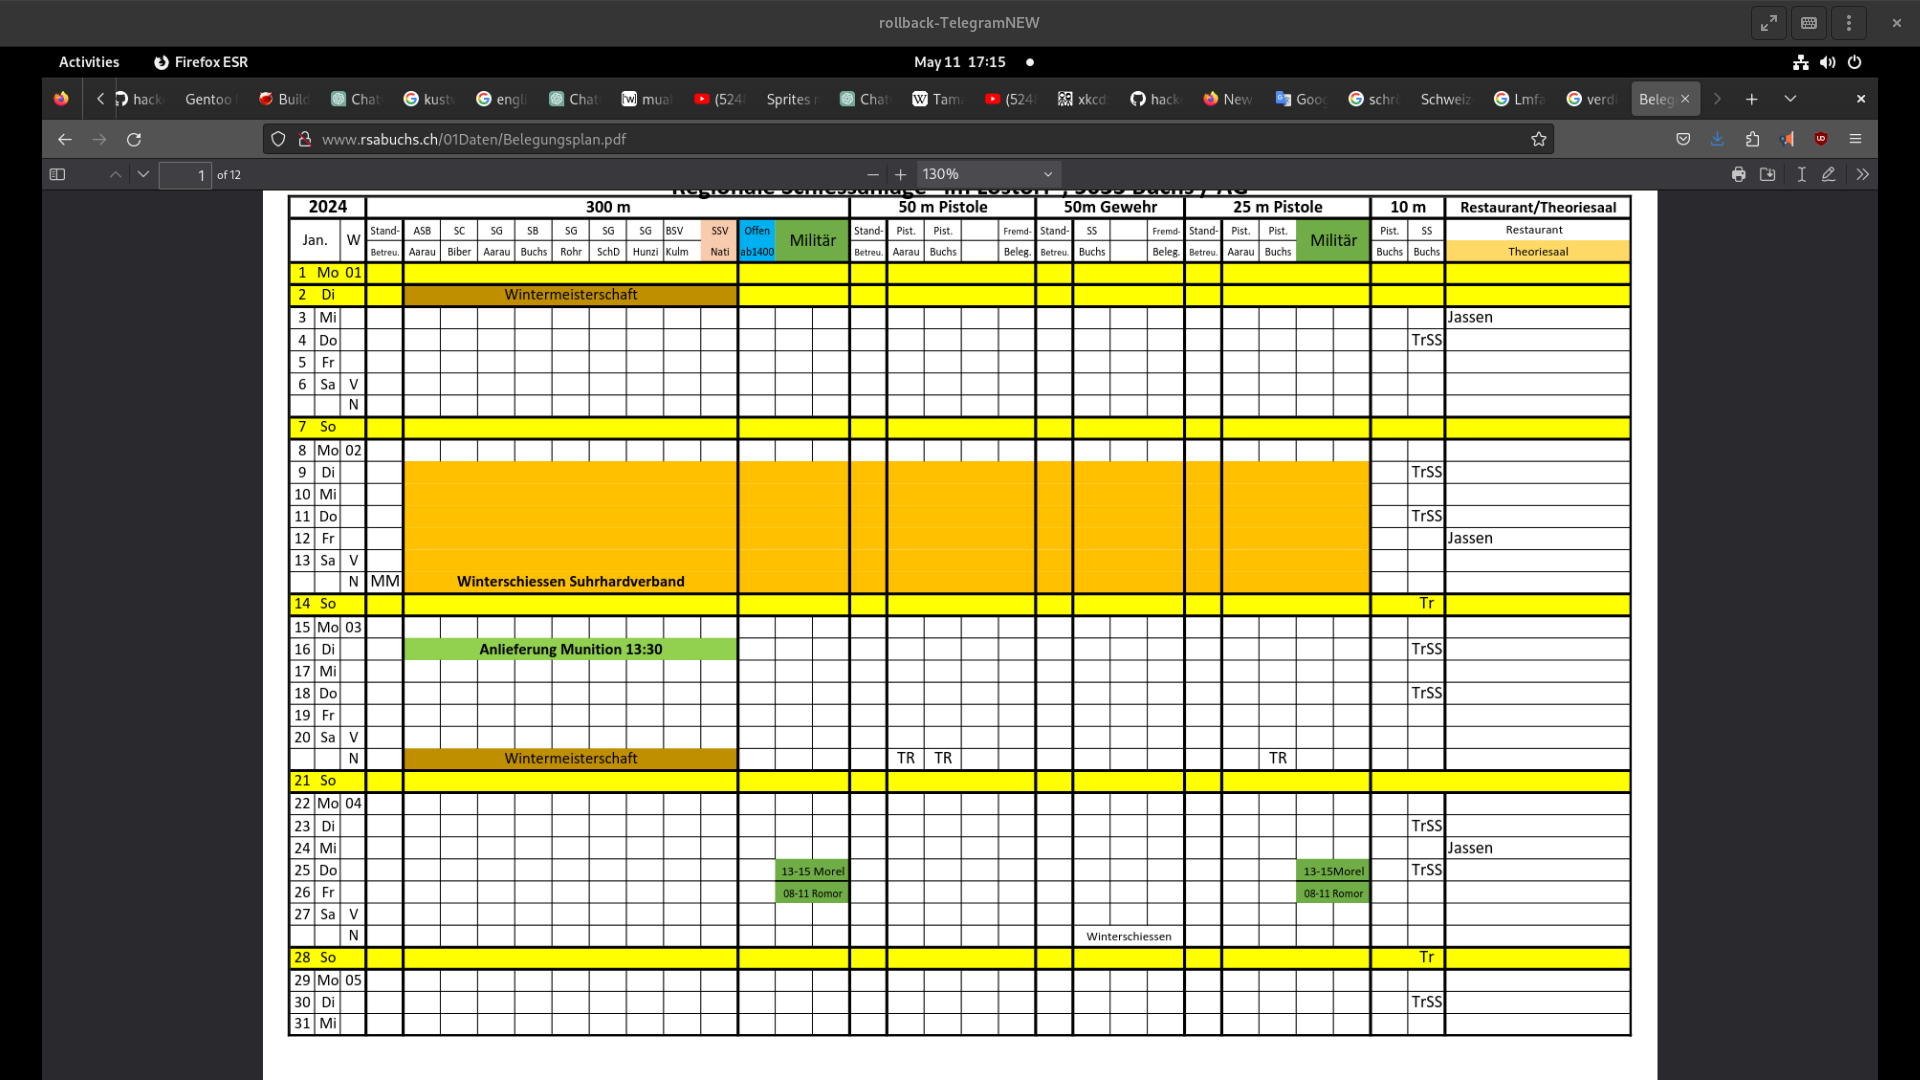 rollback-TelegramNEW
Activities Firefox ESR May 11 17:15
hack Gentoo Build Chat kust engl Chat mua (524 Sprites Chat Tam (524 xkcd hack New Goog schr Schweiz Lmfa verd Beleg
www.rsabuchs.ch/01Daten/Belegungsplan.pdf
1 of 12 130%
Regionale Schiessanlage "Im Lostorf", 5033 Buchs / AG
2024 300 m 50 m Pistole 50m Gewehr 25 m Pistole 10 m Restaurant/Theoriesaal
Jan. W Stand- ASB SC SG SB SG SG SG BSV SSV Offen Militär Stand- Pist. Pist. Fremd- Stand- SS Fremd- Stand- Pist. Pist. Militär Pist. SS Restaurant
Betreu. Aarau Biber Aarau Buchs Rohr SchD Hunzi Kulm Nati ab1400 Betreu. Aarau Buchs Beleg. Betreu. Buchs Beleg. Betreu. Aarau Buchs Buchs Buchs Theoriesaal
1 Mo 01
2 Di Wintermeisterschaft
3 Mi Jassen
4 Do TrSS
5 Fr
6 Sa V
N
7 So
8 Mo 02
9 Di TrSS
10 Mi
11 Do TrSS
12 Fr Jassen
13 Sa V
N MM Winterschiessen Suhrhardverband
14 So Tr
15 Mo 03
16 Di Anlieferung Munition 13:30 TrSS
17 Mi
18 Do TrSS
19 Fr
20 Sa V
N Wintermeisterschaft TR TR TR
21 So
22 Mo 04
23 Di TrSS
24 Mi Jassen
25 Do 13-15 Morel 13-15Morel TrSS
26 Fr 08-11 Romor 08-11 Romor
27 Sa V
N Winterschiessen
28 So Tr
29 Mo 05
30 Di TrSS
31 Mi